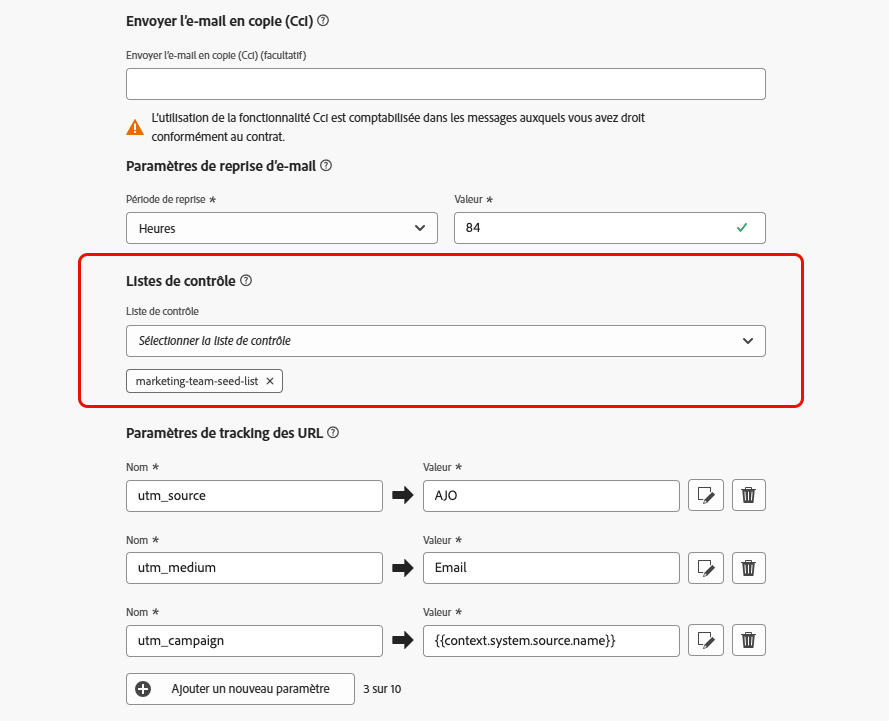 Envoyer l'e-mail en copie (Cci)
Envoyer l'e-mail en copie (Cci) (facultatif)
L'utilisation de la fonctionnalité Cci est comptabilisée dans les messages auxquels vous avez droit
conformément au contrat.
Paramètres de reprise d'e-mail
Période de reprise * Valeur *
Heures 84
Listes de contrôle
Liste de contrôle
Sélectionner la liste de contrôle
marketing-team-seed-list ×
Paramètres de tracking des URL
Nom * Valeur *
utm_source AJO
Nom * Valeur *
utm_medium Email
Nom * Valeur *
utm_campaign {{context.system.source.name}}
Ajouter un nouveau paramètre 3 sur 10